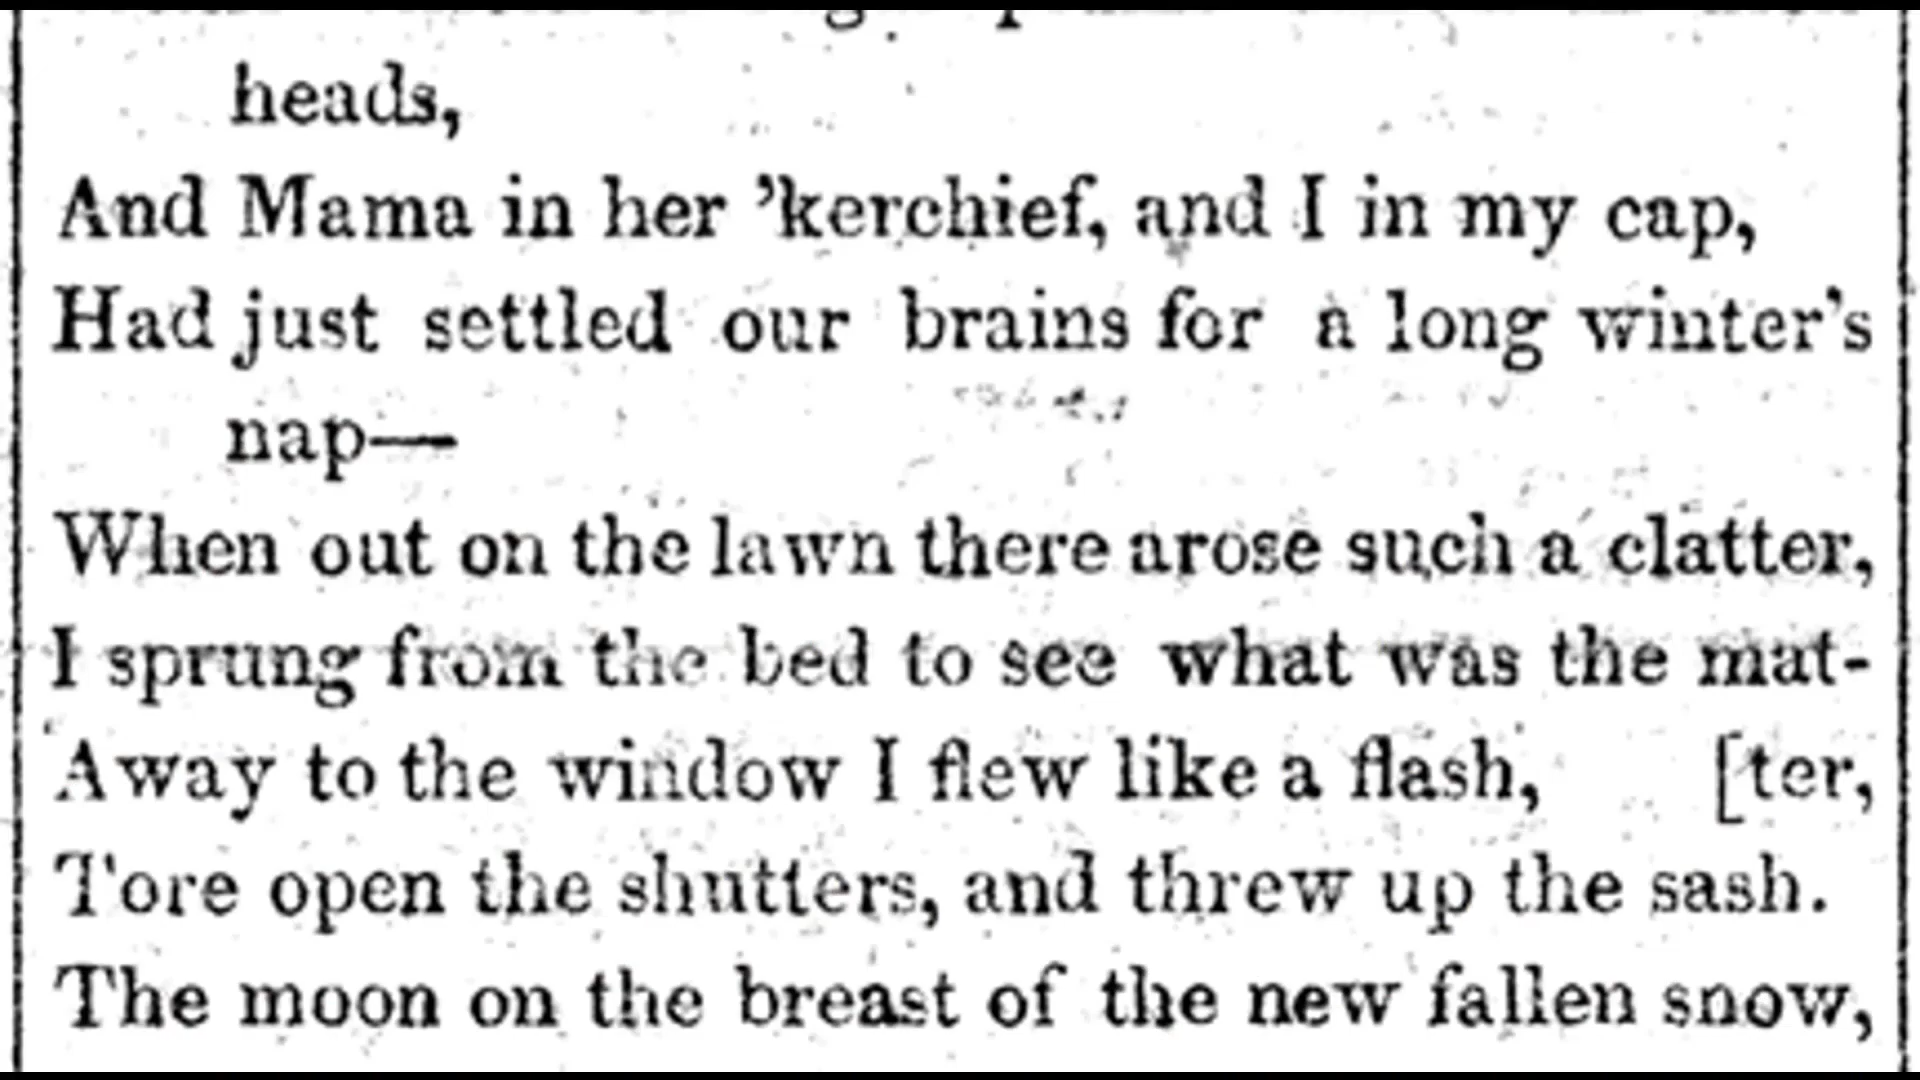 heads,
And Mama in her ’kerchief, and I in my cap,
Had just settled our brains for a long winter’s
nap—
When out on the lawn there arose such a clatter,
I sprung from the bed to see what was the mat-
Away to the window I flew like a flash, [ter,
Tore open the shutters, and threw up the sash.
The moon on the breast of the new fallen snow,